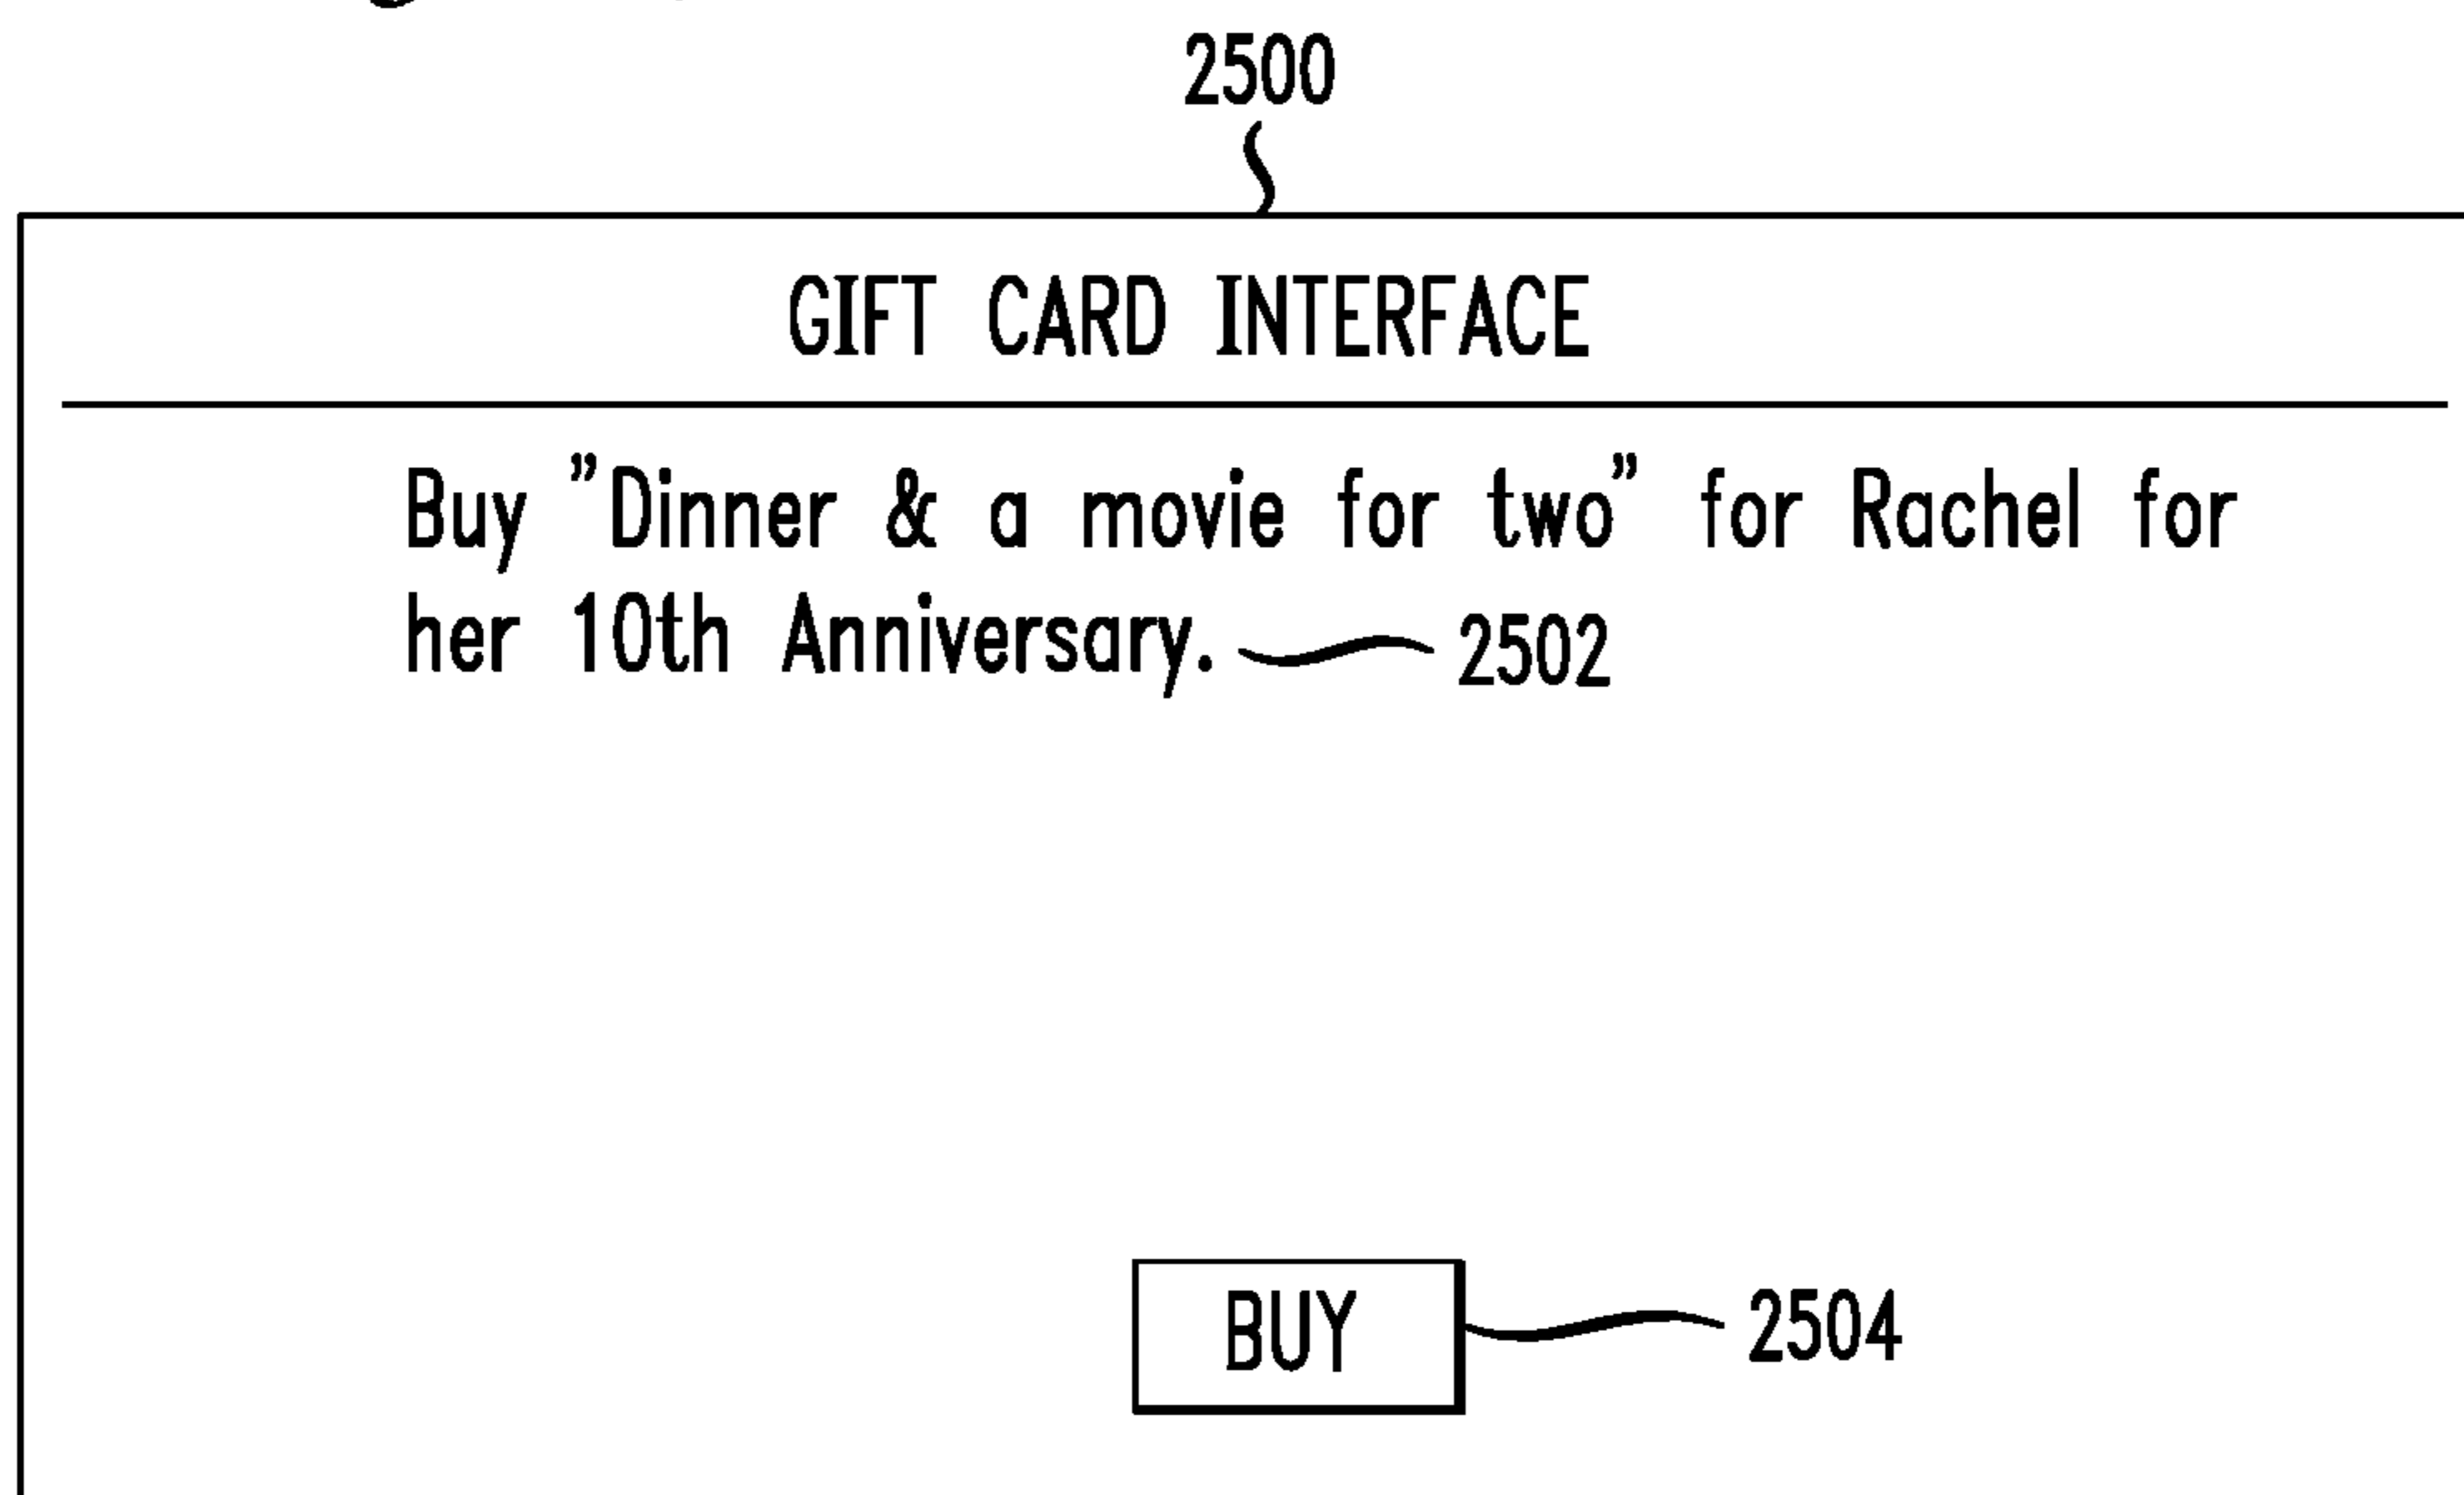 2500
GIFT CARD INTERFACE
Buy "Dinner & a movie for two" for Rachel for
her 10th Anniversary. 2502
BUY 2504